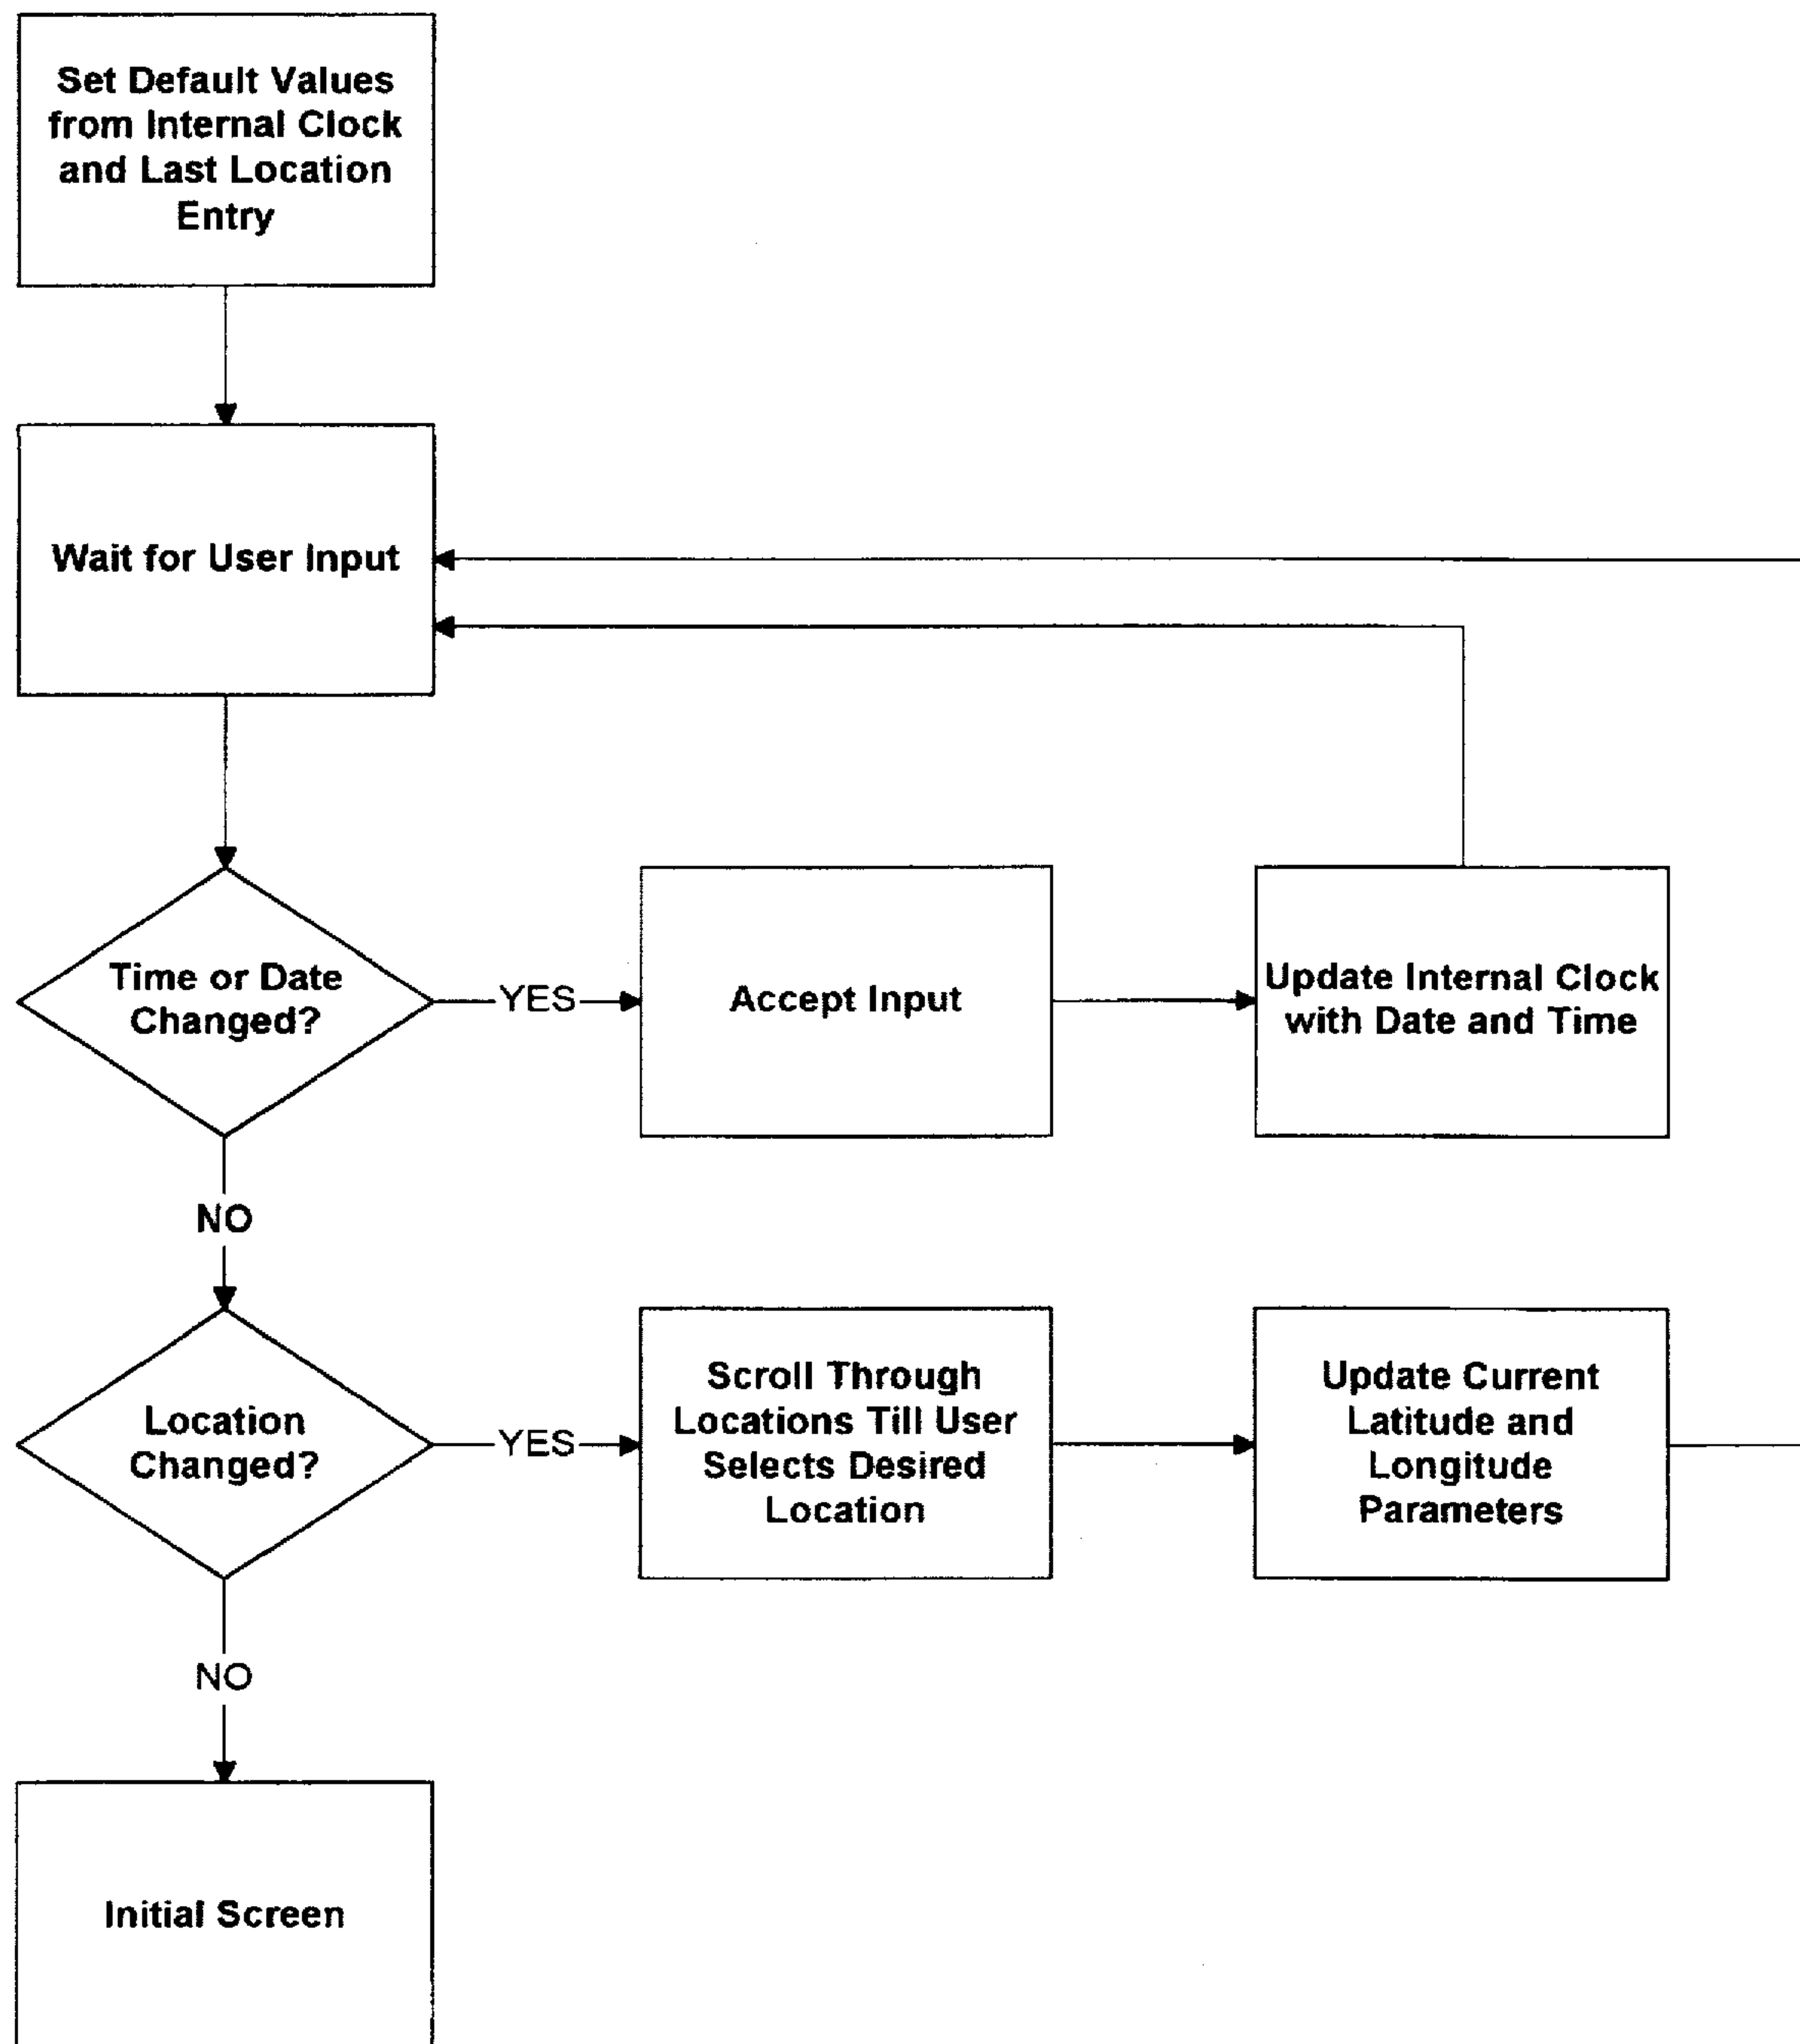 Set Default Values
from Internal Clock
and Last Location
Entry
Wait for User Input
Time or Date
Changed?
YES
Accept Input
Update Internal Clock
with Date and Time
NO
Location
Changed?
YES
Scroll Through
Locations Till User
Selects Desired
Location
Update Current
Latitude and
Longitude
Parameters
NO
Initial Screen